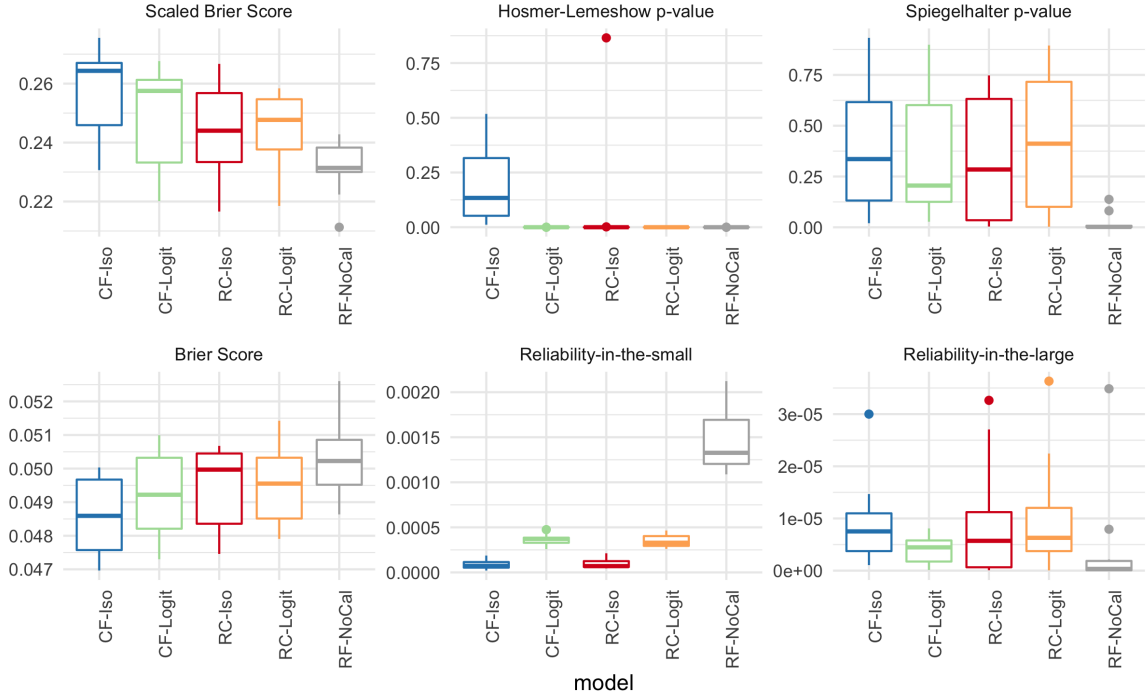 Scaled Brier Score
Hosmer-Lemeshow p-value
Spiegelhalter p-value
0.26
0.24
0.22
0.75
0.50
0.25
0.00
0.75
0.50
0.25
0.00
CF-Iso
CF-Logit
RC-Iso
RC-Logit
RF-NoCal
CF-Iso
CF-Logit
RC-Iso
RC-Logit
RF-NoCal
CF-Iso
CF-Logit
RC-Iso
RC-Logit
RF-NoCal
Brier Score
Reliability-in-the-small
Reliability-in-the-large
0.052
0.051
0.050
0.049
0.048
0.047
0.0020
0.0015
0.0010
0.0005
0.0000
3e-05
2e-05
1e-05
0e+00
CF-Iso
CF-Logit
RC-Iso
RC-Logit
RF-NoCal
CF-Iso
CF-Logit
RC-Iso
RC-Logit
RF-NoCal
CF-Iso
CF-Logit
RC-Iso
RC-Logit
RF-NoCal
model